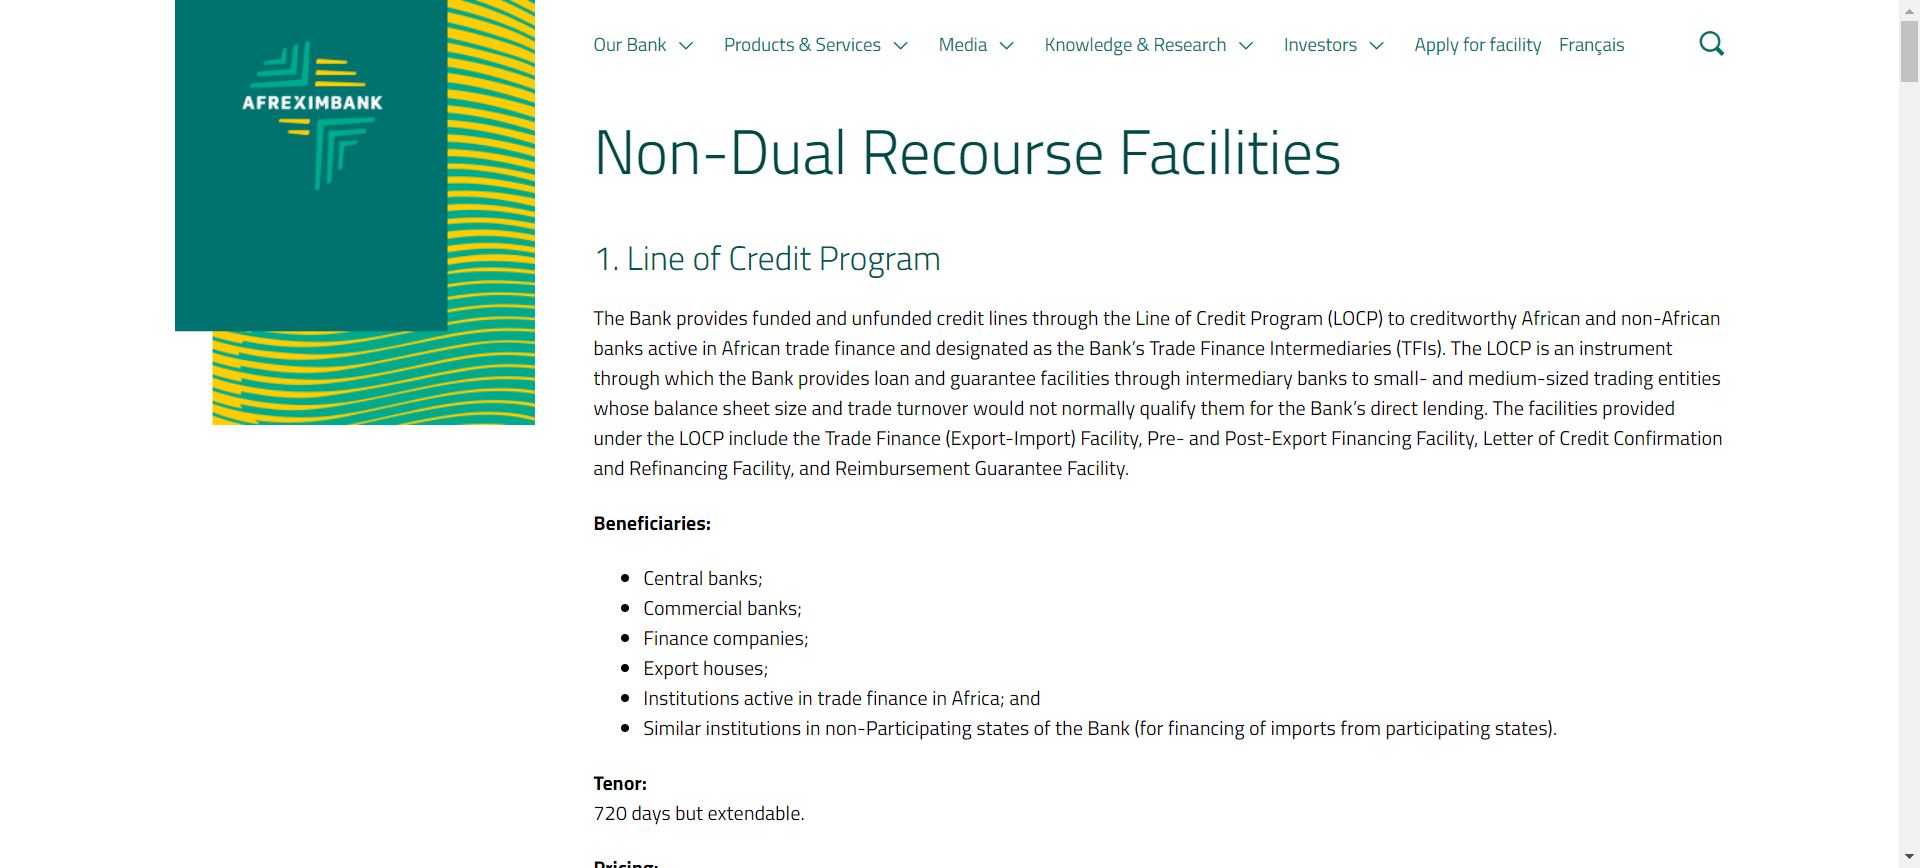 AFREXIMBANK
Our Bank
Products & Services
Media
Knowledge & Research
Investors
Apply for facility
Français
Non-Dual Recourse Facilities
1. Line of Credit Program
The Bank provides funded and unfunded credit lines through the Line of Credit Program (LOCP) to creditworthy African and non-African
banks active in African trade finance and designated as the Bank’s Trade Finance Intermediaries (TFIs). The LOCP is an instrument
through which the Bank provides loan and guarantee facilities through intermediary banks to small- and medium-sized trading entities
whose balance sheet size and trade turnover would not normally qualify them for the Bank’s direct lending. The facilities provided
under the LOCP include the Trade Finance (Export-Import) Facility, Pre- and Post-Export Financing Facility, Letter of Credit Confirmation
and Refinancing Facility, and Reimbursement Guarantee Facility.
Beneficiaries:
Central banks;
Commercial banks;
Finance companies;
Export houses;
Institutions active in trade finance in Africa; and
Similar institutions in non-Participating states of the Bank (for financing of imports from participating states).
Tenor:
720 days but extendable.
Pricing: